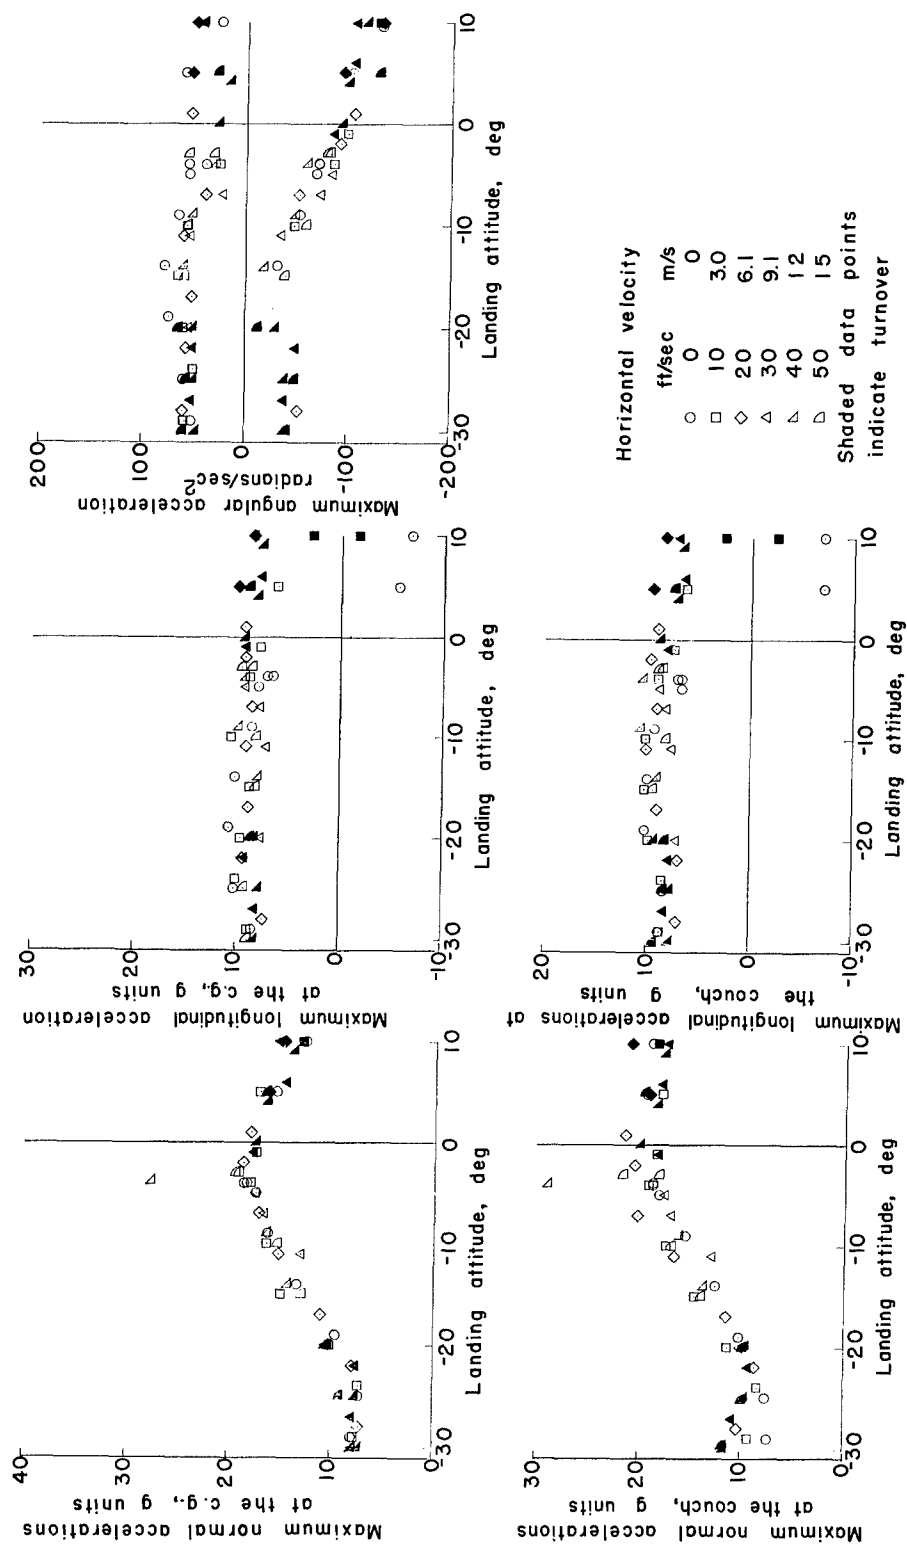 Maximum normal accelerations
at the c.g., g units
40
30
20
10
0
-30
-20
-10
0
10
Landing attitude, deg
Maximum longitudinal acceleration
at the c.g., g units
30
20
10
0
-10
-30
-20
-10
0
10
Landing attitude, deg
Maximum angular acceleration
radians/sec2
200
100
0
-100
-200
-30
-20
-10
0
10
Landing attitude, deg
Maximum normal accelerations
at the couch, g units
30
20
10
0
-30
-20
-10
0
10
Landing attitude, deg
Maximum longitudinal accelerations at
the couch, g units
20
10
0
-10
-30
-20
-10
0
10
Landing attitude, deg
Horizontal velocity
ft/sec m/s
0 0
10 3.0
20 6.1
30 9.1
40 12
50 15
Shaded data points
indicate turnover